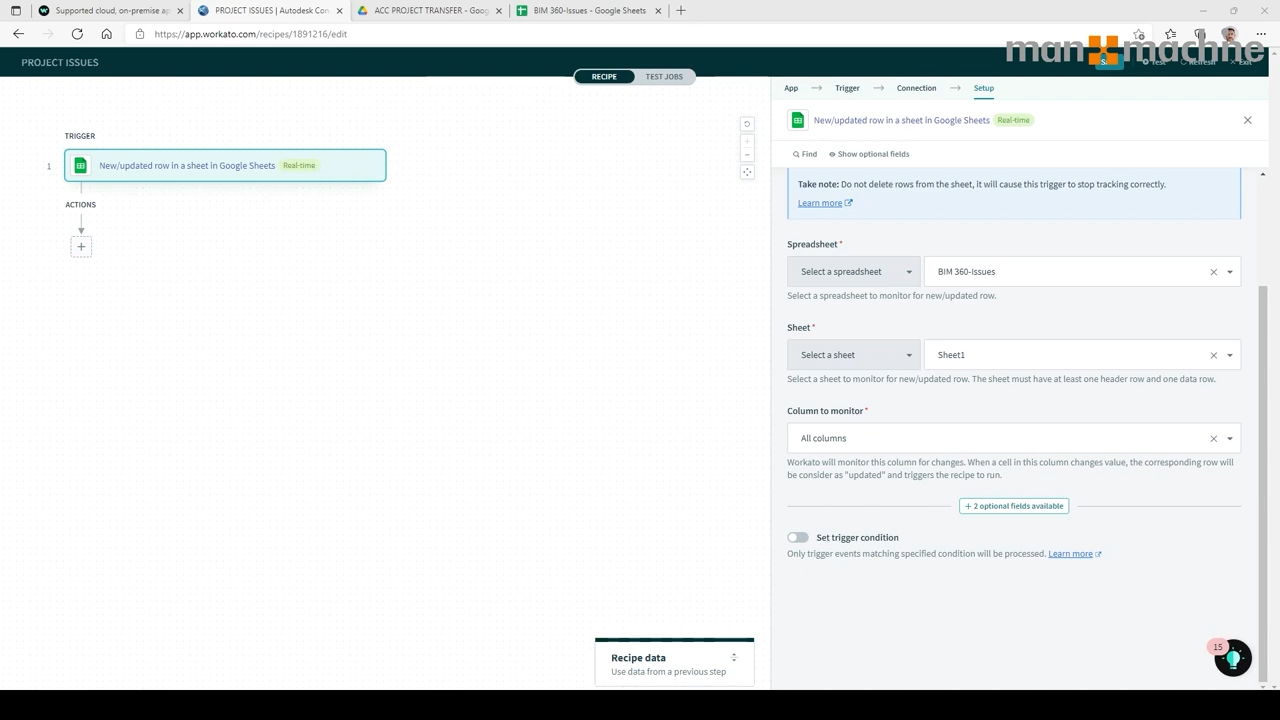 Supported cloud, on-premise ap
PROJECT ISSUES | Autodesk Con
ACC PROJECT TRANSFER - Goog
BIM 360-Issues - Google Sheets
https://app.workato.com/recipes/1891216/edit
man machine
PROJECT ISSUES
RECIPE
TEST JOBS
Test
Refresh
Exit
App
Trigger
Connection
Setup
New/updated row in a sheet in Google Sheets
Real-time
Find
Show optional fields
TRIGGER
1
New/updated row in a sheet in Google Sheets
Real-time
ACTIONS
Take note: Do not delete rows from the sheet, it will cause this trigger to stop tracking correctly.
Learn more
Spreadsheet*
Select a spreadsheet
BIM 360-Issues
Select a spreadsheet to monitor for new/updated row.
Sheet*
Select a sheet
Sheet1
Select a sheet to monitor for new/updated row. The sheet must have at least one header row and one data row.
Column to monitor*
All columns
Workato will monitor this column for changes. When a cell in this column changes value, the corresponding row will
be consider as "updated" and triggers the recipe to run.
+ 2 optional fields available
Set trigger condition
Only trigger events matching specified condition will be processed. Learn more
Recipe data
Use data from a previous step
15